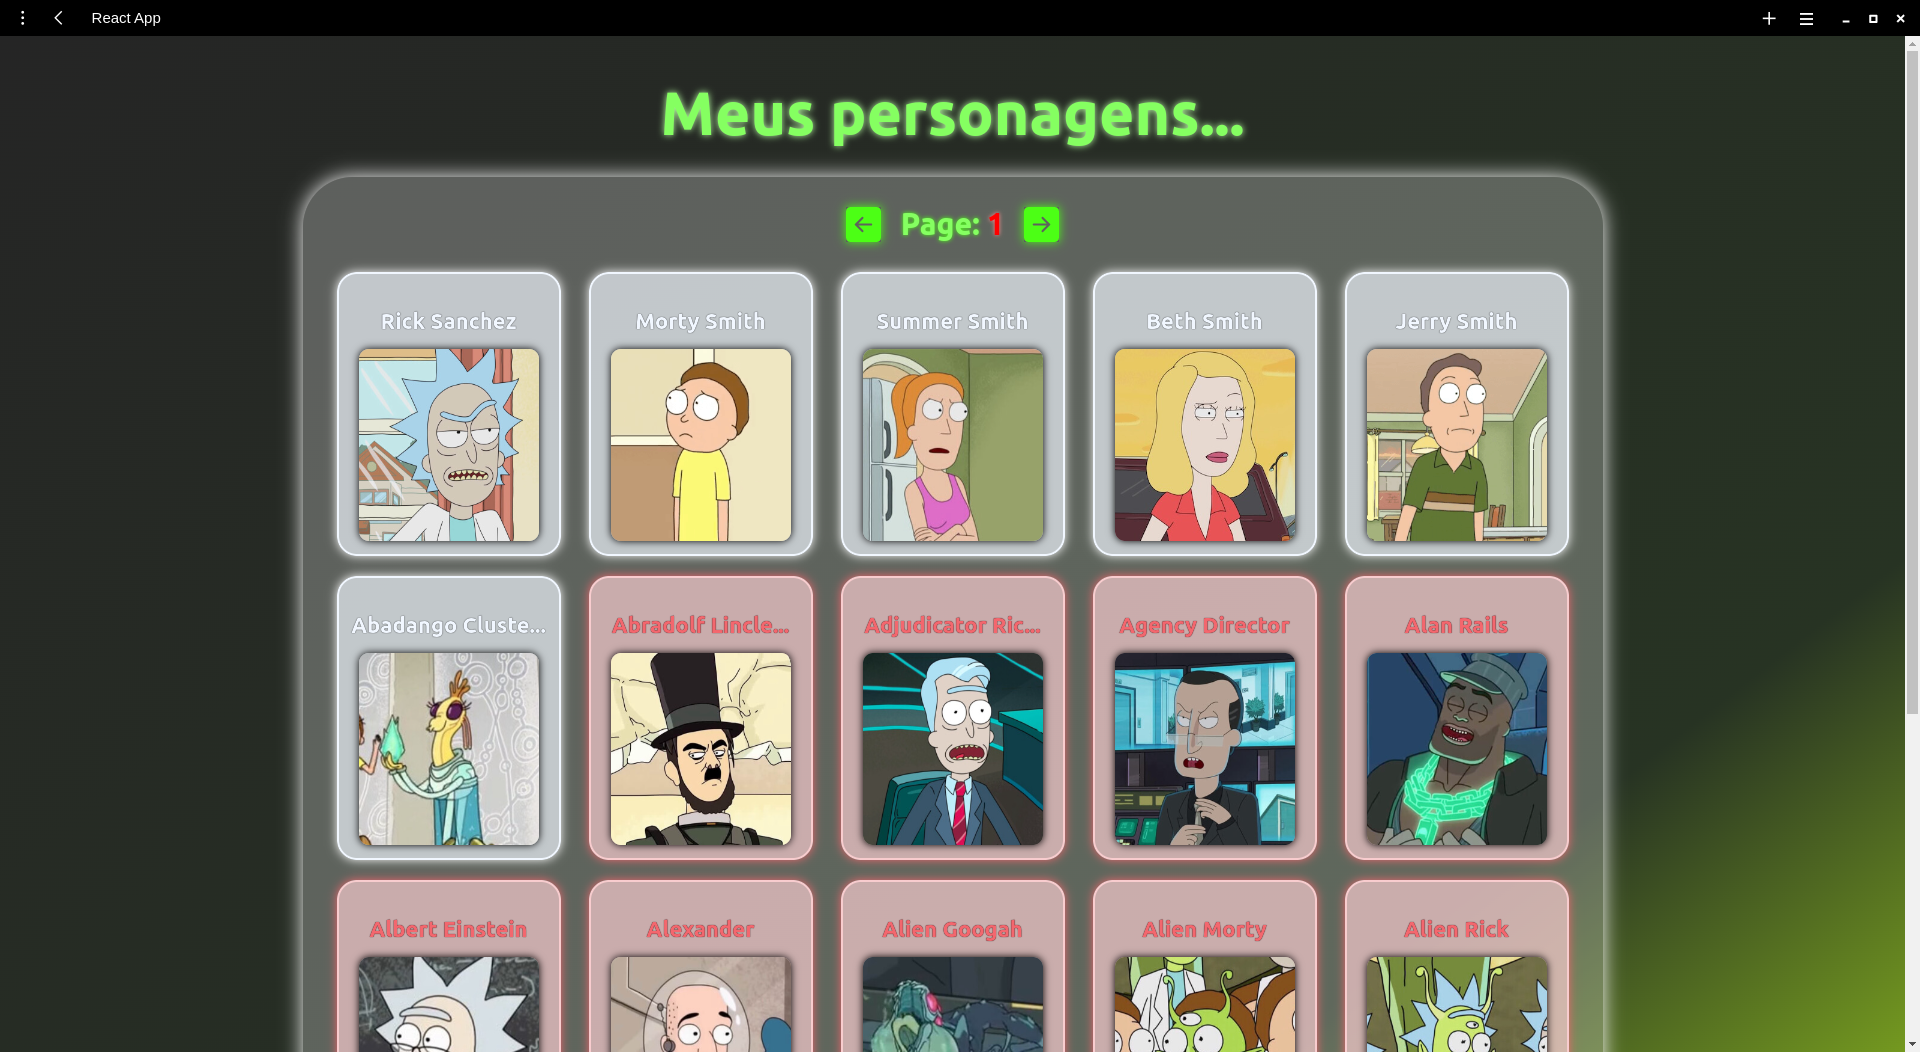 React App
Meus personagens...
Page: 1
Rick Sanchez
Morty Smith
Summer Smith
Beth Smith
Jerry Smith
Abadango Cluste...
Abradolf Lincle...
Adjudicator Ric...
Agency Director
Alan Rails
Albert Einstein
Alexander
Alien Googah
Alien Morty
Alien Rick